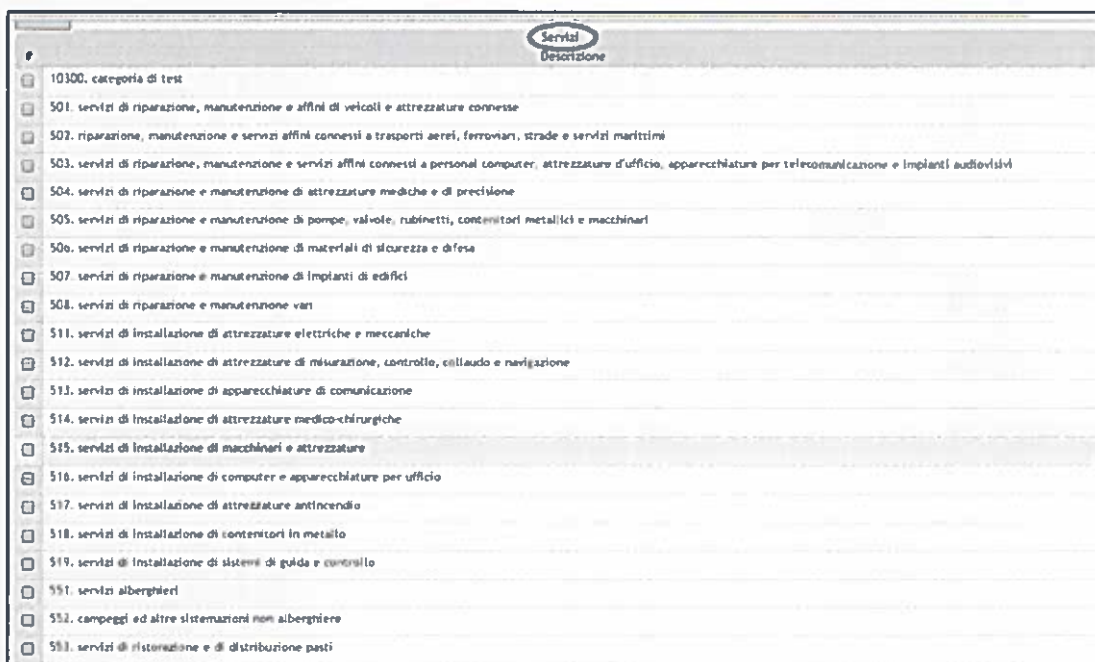 Servizi
#
Descrizione
10300. categoria di test
501. servizi di riparazione, manutenzione e affini di veicoli e attrezzature connesse
502. riparazione, manutenzione e servizi affini connessi a trasporti aerei, ferroviari, strade e servizi marittimi
503. servizi di riparazione, manutenzione e servizi affini connessi a personal computer, attrezzature d'ufficio, apparecchiature per telecomunicazione e impianti audiovisivi
504. servizi di riparazione e manutenzione di attrezzature mediche e di precisione
505. servizi di riparazione e manutenzione di pompe, valvole, rubinetti, contenitori metallici e macchinari
506. servizi di riparazione e manutenzione di materiali di sicurezza e difesa
507. servizi di riparazione e manutenzione di impianti di edifici
508. servizi di riparazione e manutenzione vari
511. servizi di installazione di attrezzature elettriche e meccaniche
512. servizi di installazione di attrezzature di misurazione, controllo, collaudo e navigazione
513. servizi di installazione di apparecchiature di comunicazione
514. servizi di installazione di attrezzature medico-chirurgiche
515. servizi di installazione di macchinari e attrezzature
516. servizi di installazione di computer e apparecchiature per ufficio
517. servizi di installazione di attrezzature antincendio
518. servizi di installazione di contenitori in metallo
519. servizi di installazione di sistemi di guida e controllo
551. servizi alberghieri
552. campeggi ed altre sistemazioni non alberghiere
553. servizi di ristorazione e di distribuzione pasti